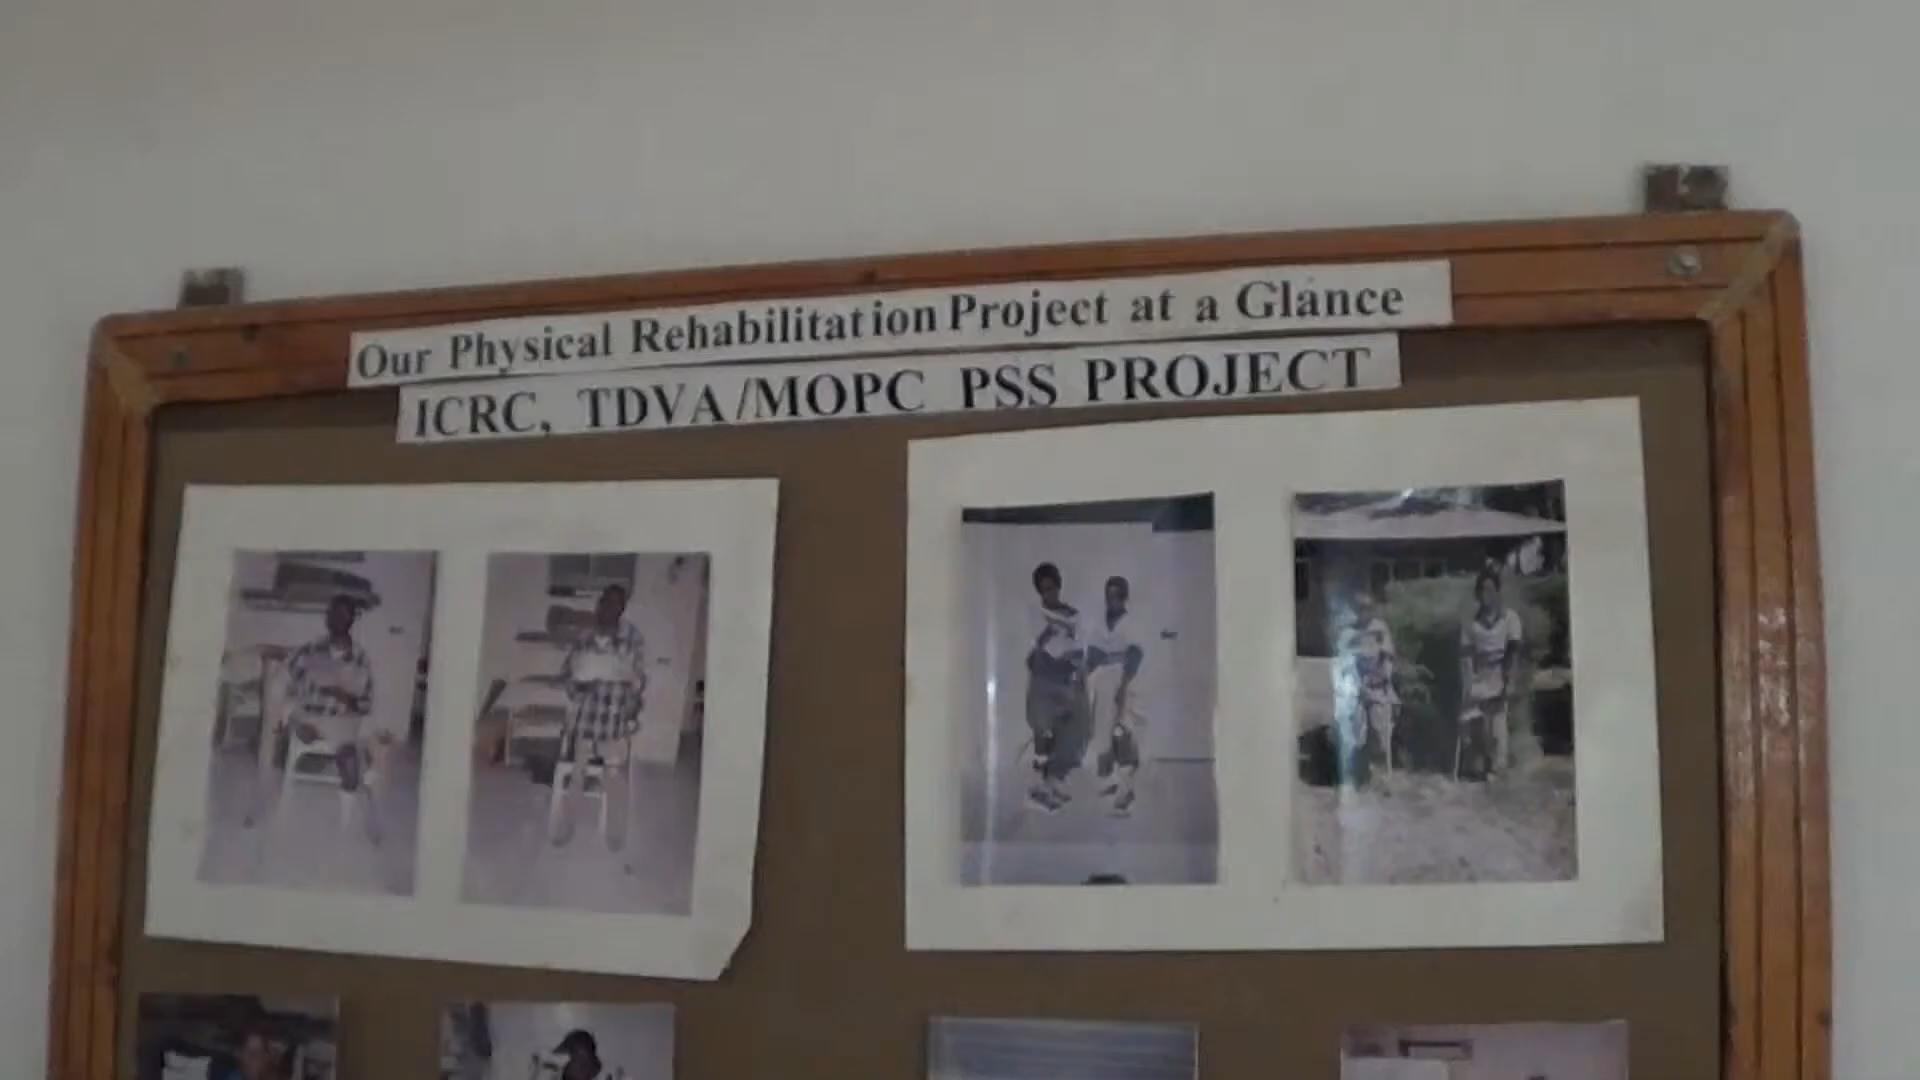 Our Physical Rehabilitation Project at a Glance
ICRC, TDVA/MOPC PSS PROJECT